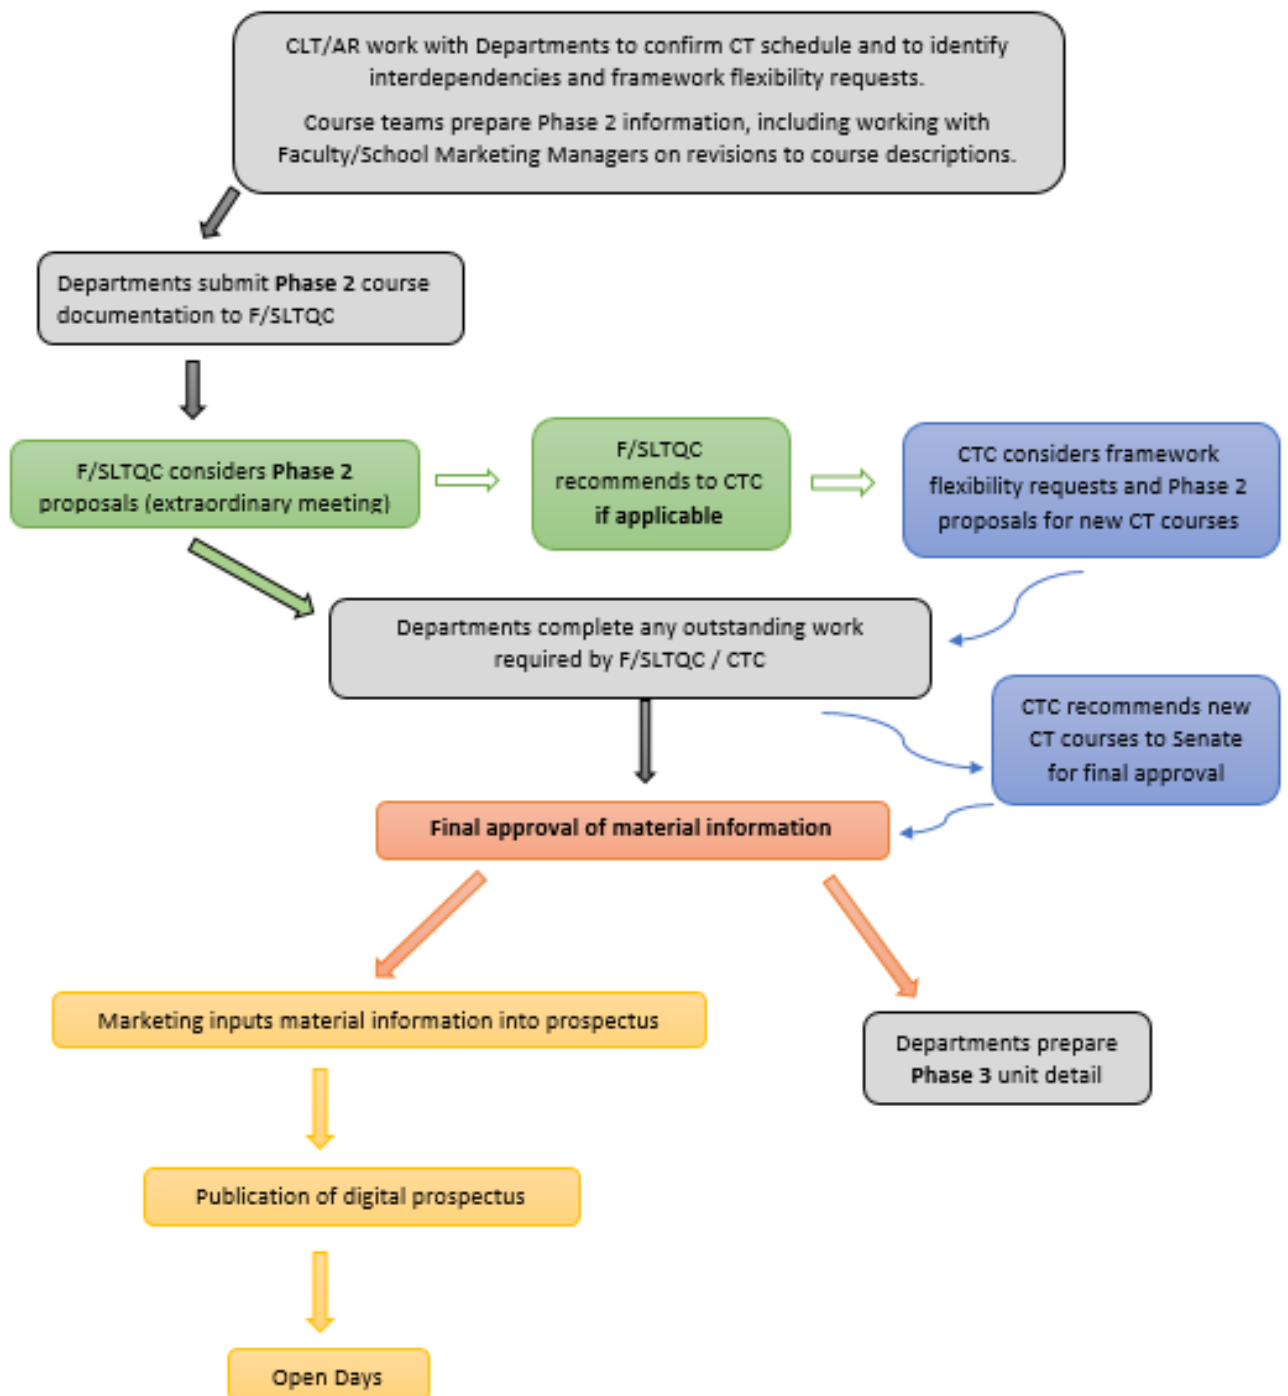 CLT/AR work with Departments to confirm CT schedule and to identify
interdependencies and framework flexibility requests.
Course teams prepare Phase 2 information, including working with
Faculty/School Marketing Managers on revisions to course descriptions.
Departments submit Phase 2 course
documentation to F/SLTQC
F/SLTQC considers Phase 2
proposals (extraordinary meeting)
F/SLTQC
recommends to CTC
if applicable
CTC considers framework
flexibility requests and Phase 2
proposals for new CT courses
Departments complete any outstanding work
required by F/SLTQC / CTC
CTC recommends new
CT courses to Senate
for final approval
Final approval of material information
Marketing inputs material information into prospectus
Departments prepare
Phase 3 unit detail
Publication of digital prospectus
Open Days